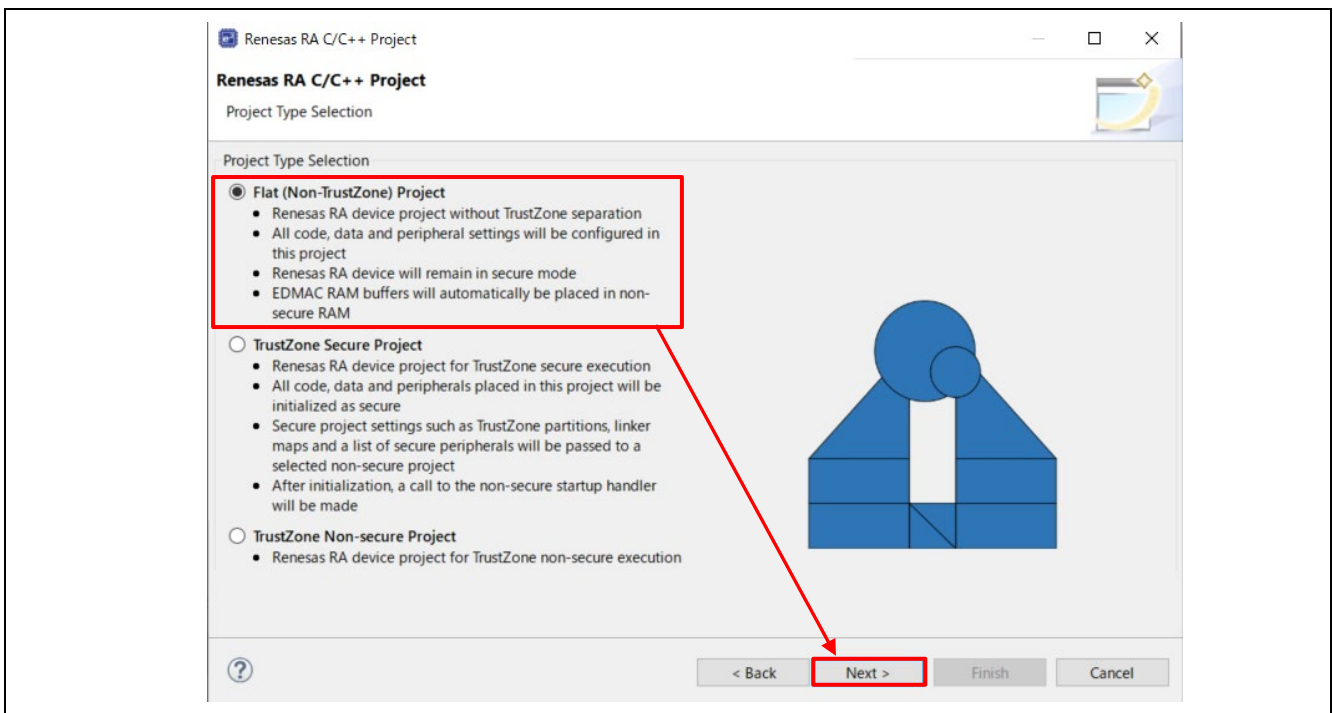 Renesas RA C/C++ Project
Renesas RA C/C++ Project
Project Type Selection
Project Type Selection
Flat (Non-TrustZone) Project
• Renesas RA device project without TrustZone separation
• All code, data and peripheral settings will be configured in
this project
• Renesas RA device will remain in secure mode
• EDMAC RAM buffers will automatically be placed in non-
secure RAM
TrustZone Secure Project
• Renesas RA device project for TrustZone secure execution
• All code, data and peripherals placed in this project will be
initialized as secure
• Secure project settings such as TrustZone partitions, linker
maps and a list of secure peripherals will be passed to a
selected non-secure project
• After initialization, a call to the non-secure startup handler
will be made
TrustZone Non-secure Project
• Renesas RA device project for TrustZone non-secure execution
? < Back Next > Finish Cancel